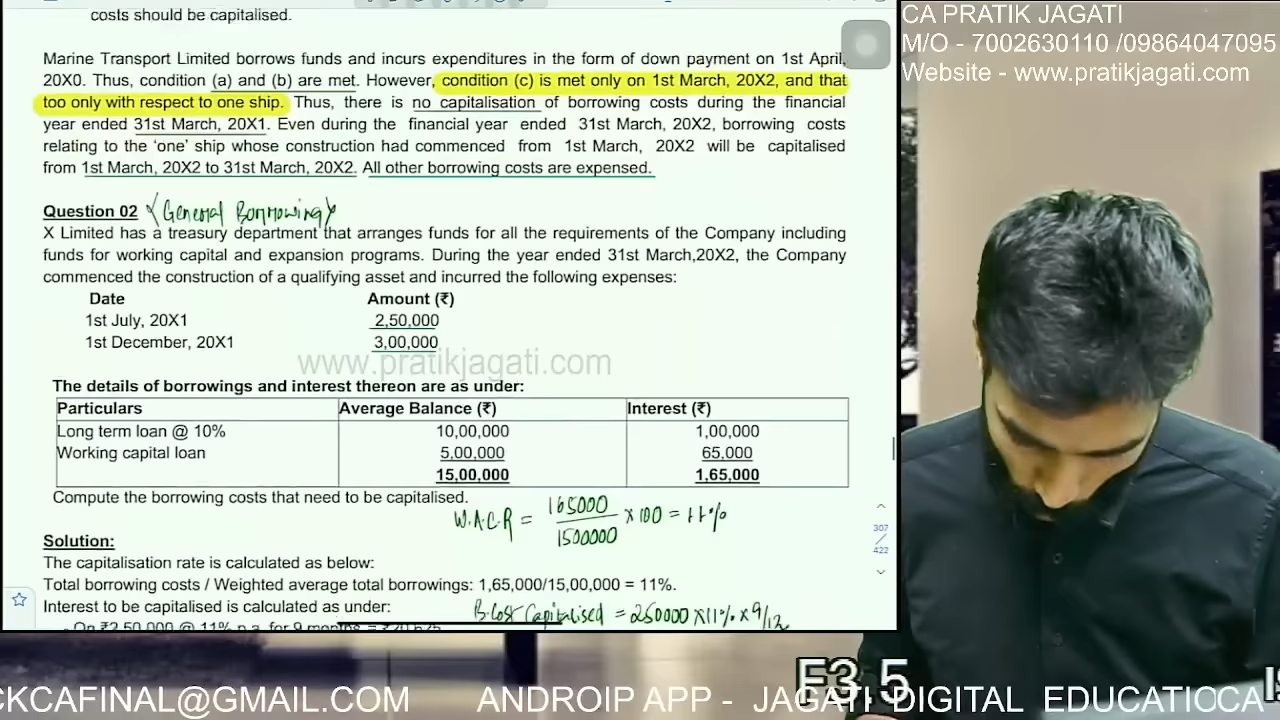 costs should be capitalised.
CA PRATIK JAGATI
M/O - 7002630110 /09864047095
Website - www.pratikjagati.com
Marine Transport Limited borrows funds and incurs expenditures in the form of down payment on 1st April,
20X0. Thus, condition (a) and (b) are met. However, condition (c) is met only on 1st March, 20X2, and that
too only with respect to one ship. Thus, there is no capitalisation of borrowing costs during the financial
year ended 31st March, 20X1. Even during the financial year ended 31st March, 20X2, borrowing costs
relating to the ‘one’ ship whose construction had commenced from 1st March, 20X2 will be capitalised
from 1st March, 20X2 to 31st March, 20X2. All other borrowing costs are expensed.
Question 02 (General Borrowing)
X Limited has a treasury department that arranges funds for all the requirements of the Company including
funds for working capital and expansion programs. During the year ended 31st March,20X2, the Company
commenced the construction of a qualifying asset and incurred the following expenses:
Date Amount (₹)
1st July, 20X1 2,50,000
1st December, 20X1 3,00,000
www.pratikjagati.com
The details of borrowings and interest thereon are as under:
Particulars Average Balance (₹) Interest (₹)
Long term loan @ 10% 10,00,000 1,00,000
Working capital loan 5,00,000 65,000
15,00,000 1,65,000
Compute the borrowing costs that need to be capitalised.
W.A.C.R = 165000 / 1500000 × 100 = 11%
307
422
Solution:
The capitalisation rate is calculated as below:
Total borrowing costs / Weighted average total borrowings: 1,65,000/15,00,000 = 11%.
Interest to be capitalised is calculated as under:
B. Cost Capitalised = 250000 × 11% × 9/12
- On ₹2,50,000 @ 11% p.a. for 9 months = ₹20,625
CKCAFINAL@GMAIL.COM ANDROIP APP - JAGATI DIGITAL EDUCATIOCA